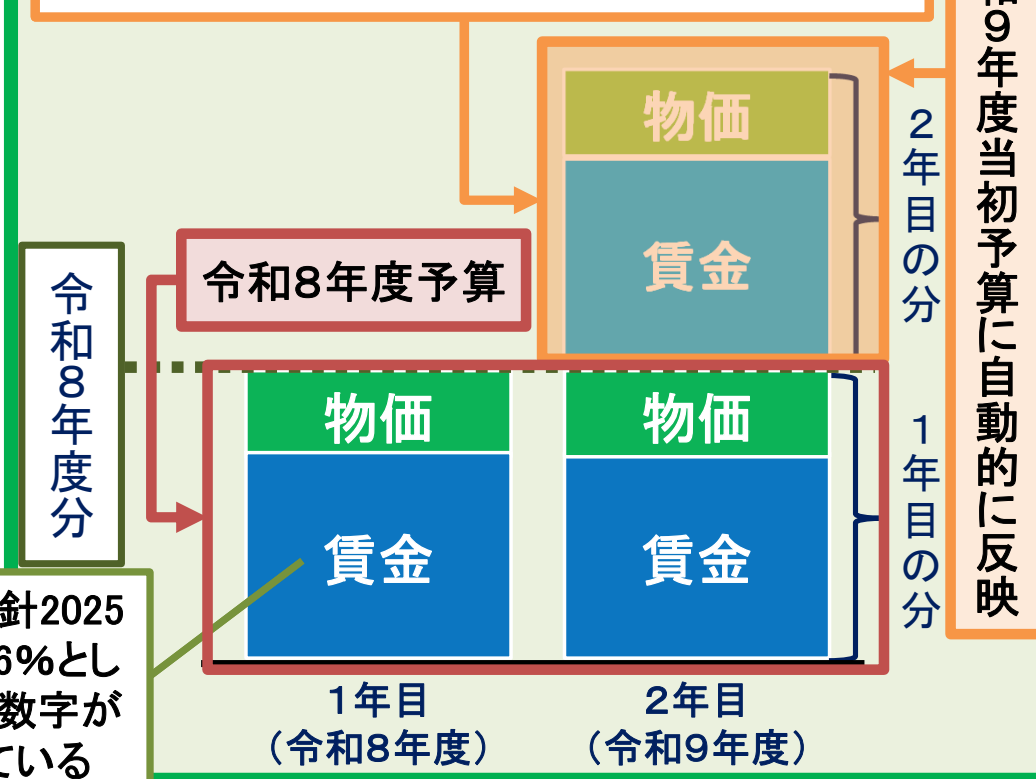 物価
賃金
2年目の分
和9年度当初予算に自動的に反映
令和8年度予算
令和8年度分
物価
賃金
物価
賃金
1年目の分
針2025
6%とし
数字が
ている
1年目
(令和8年度)
2年目
(令和9年度)